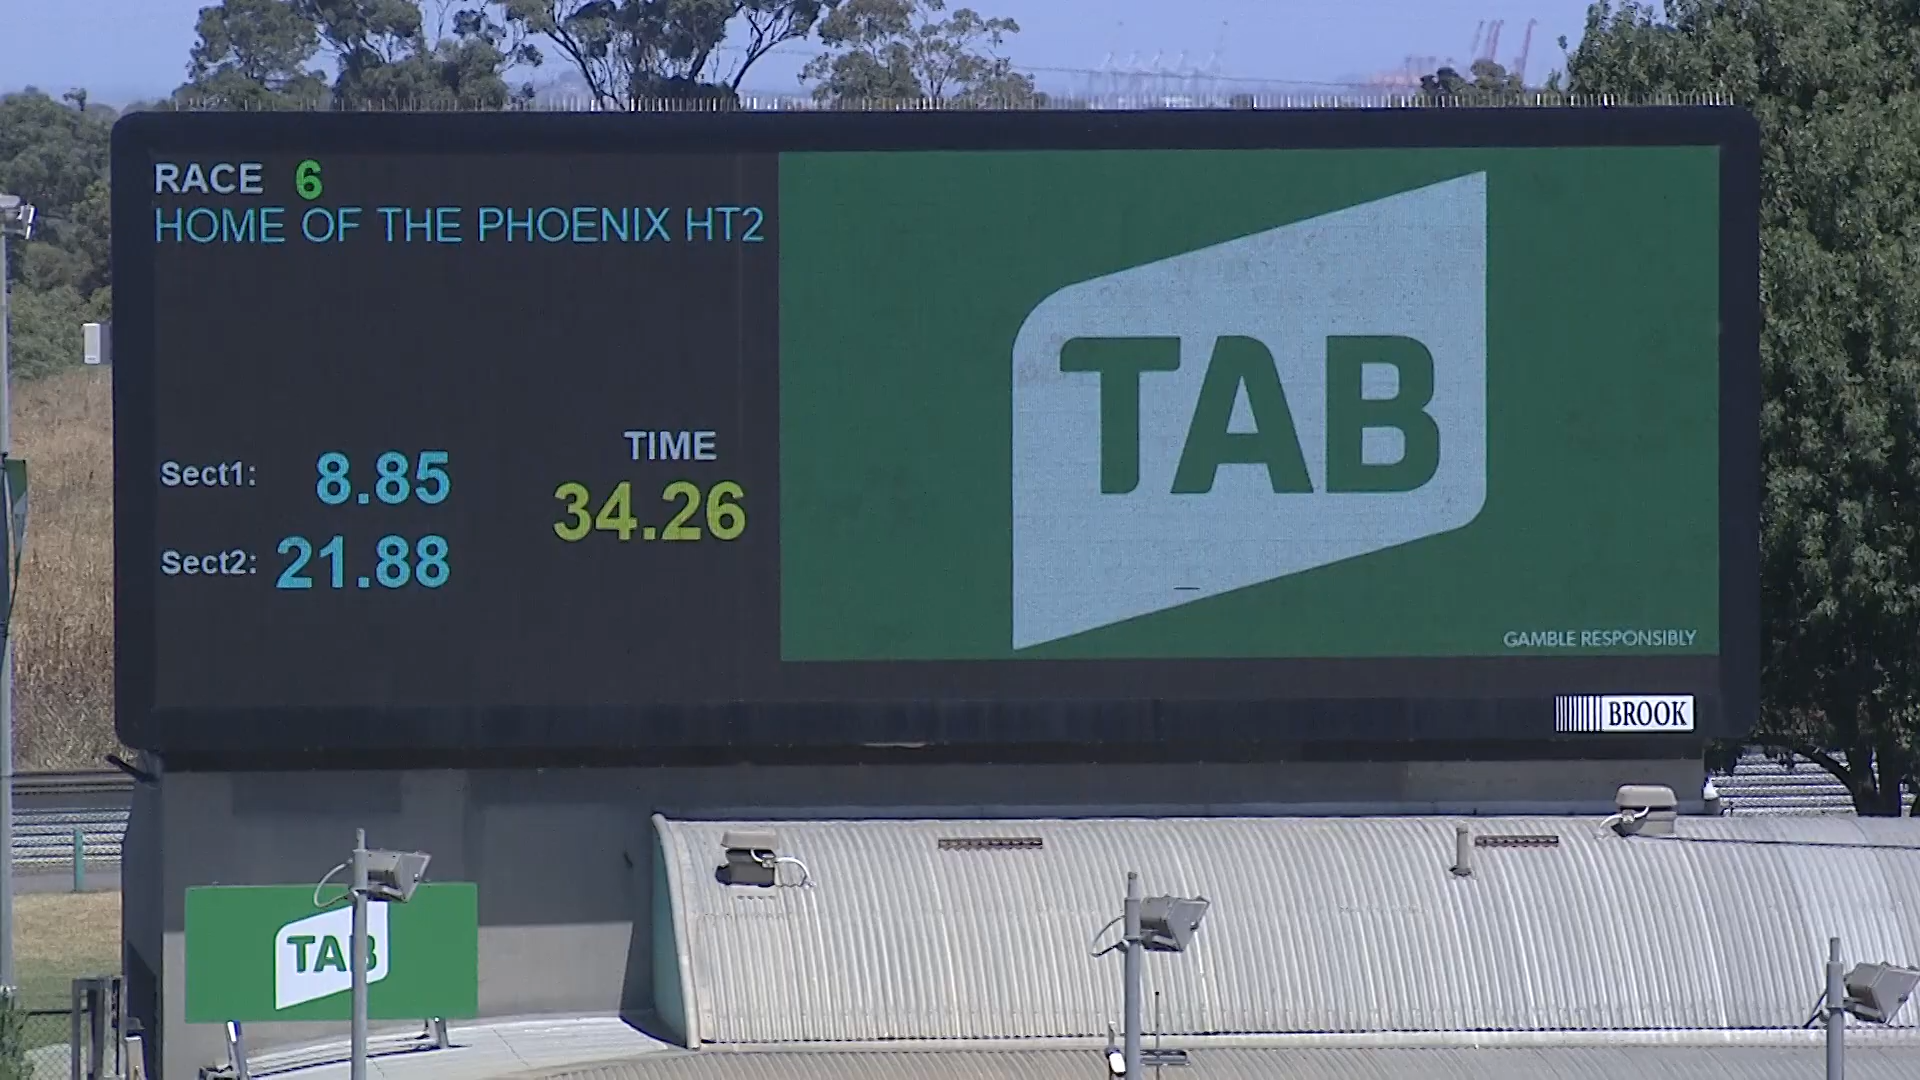 RACE 6
HOME OF THE PHOENIX HT2
TIME
Sect1: 8.85
34.26
Sect2: 21.88
TAB
GAMBLE RESPONSIBLY
BROOK
TAB